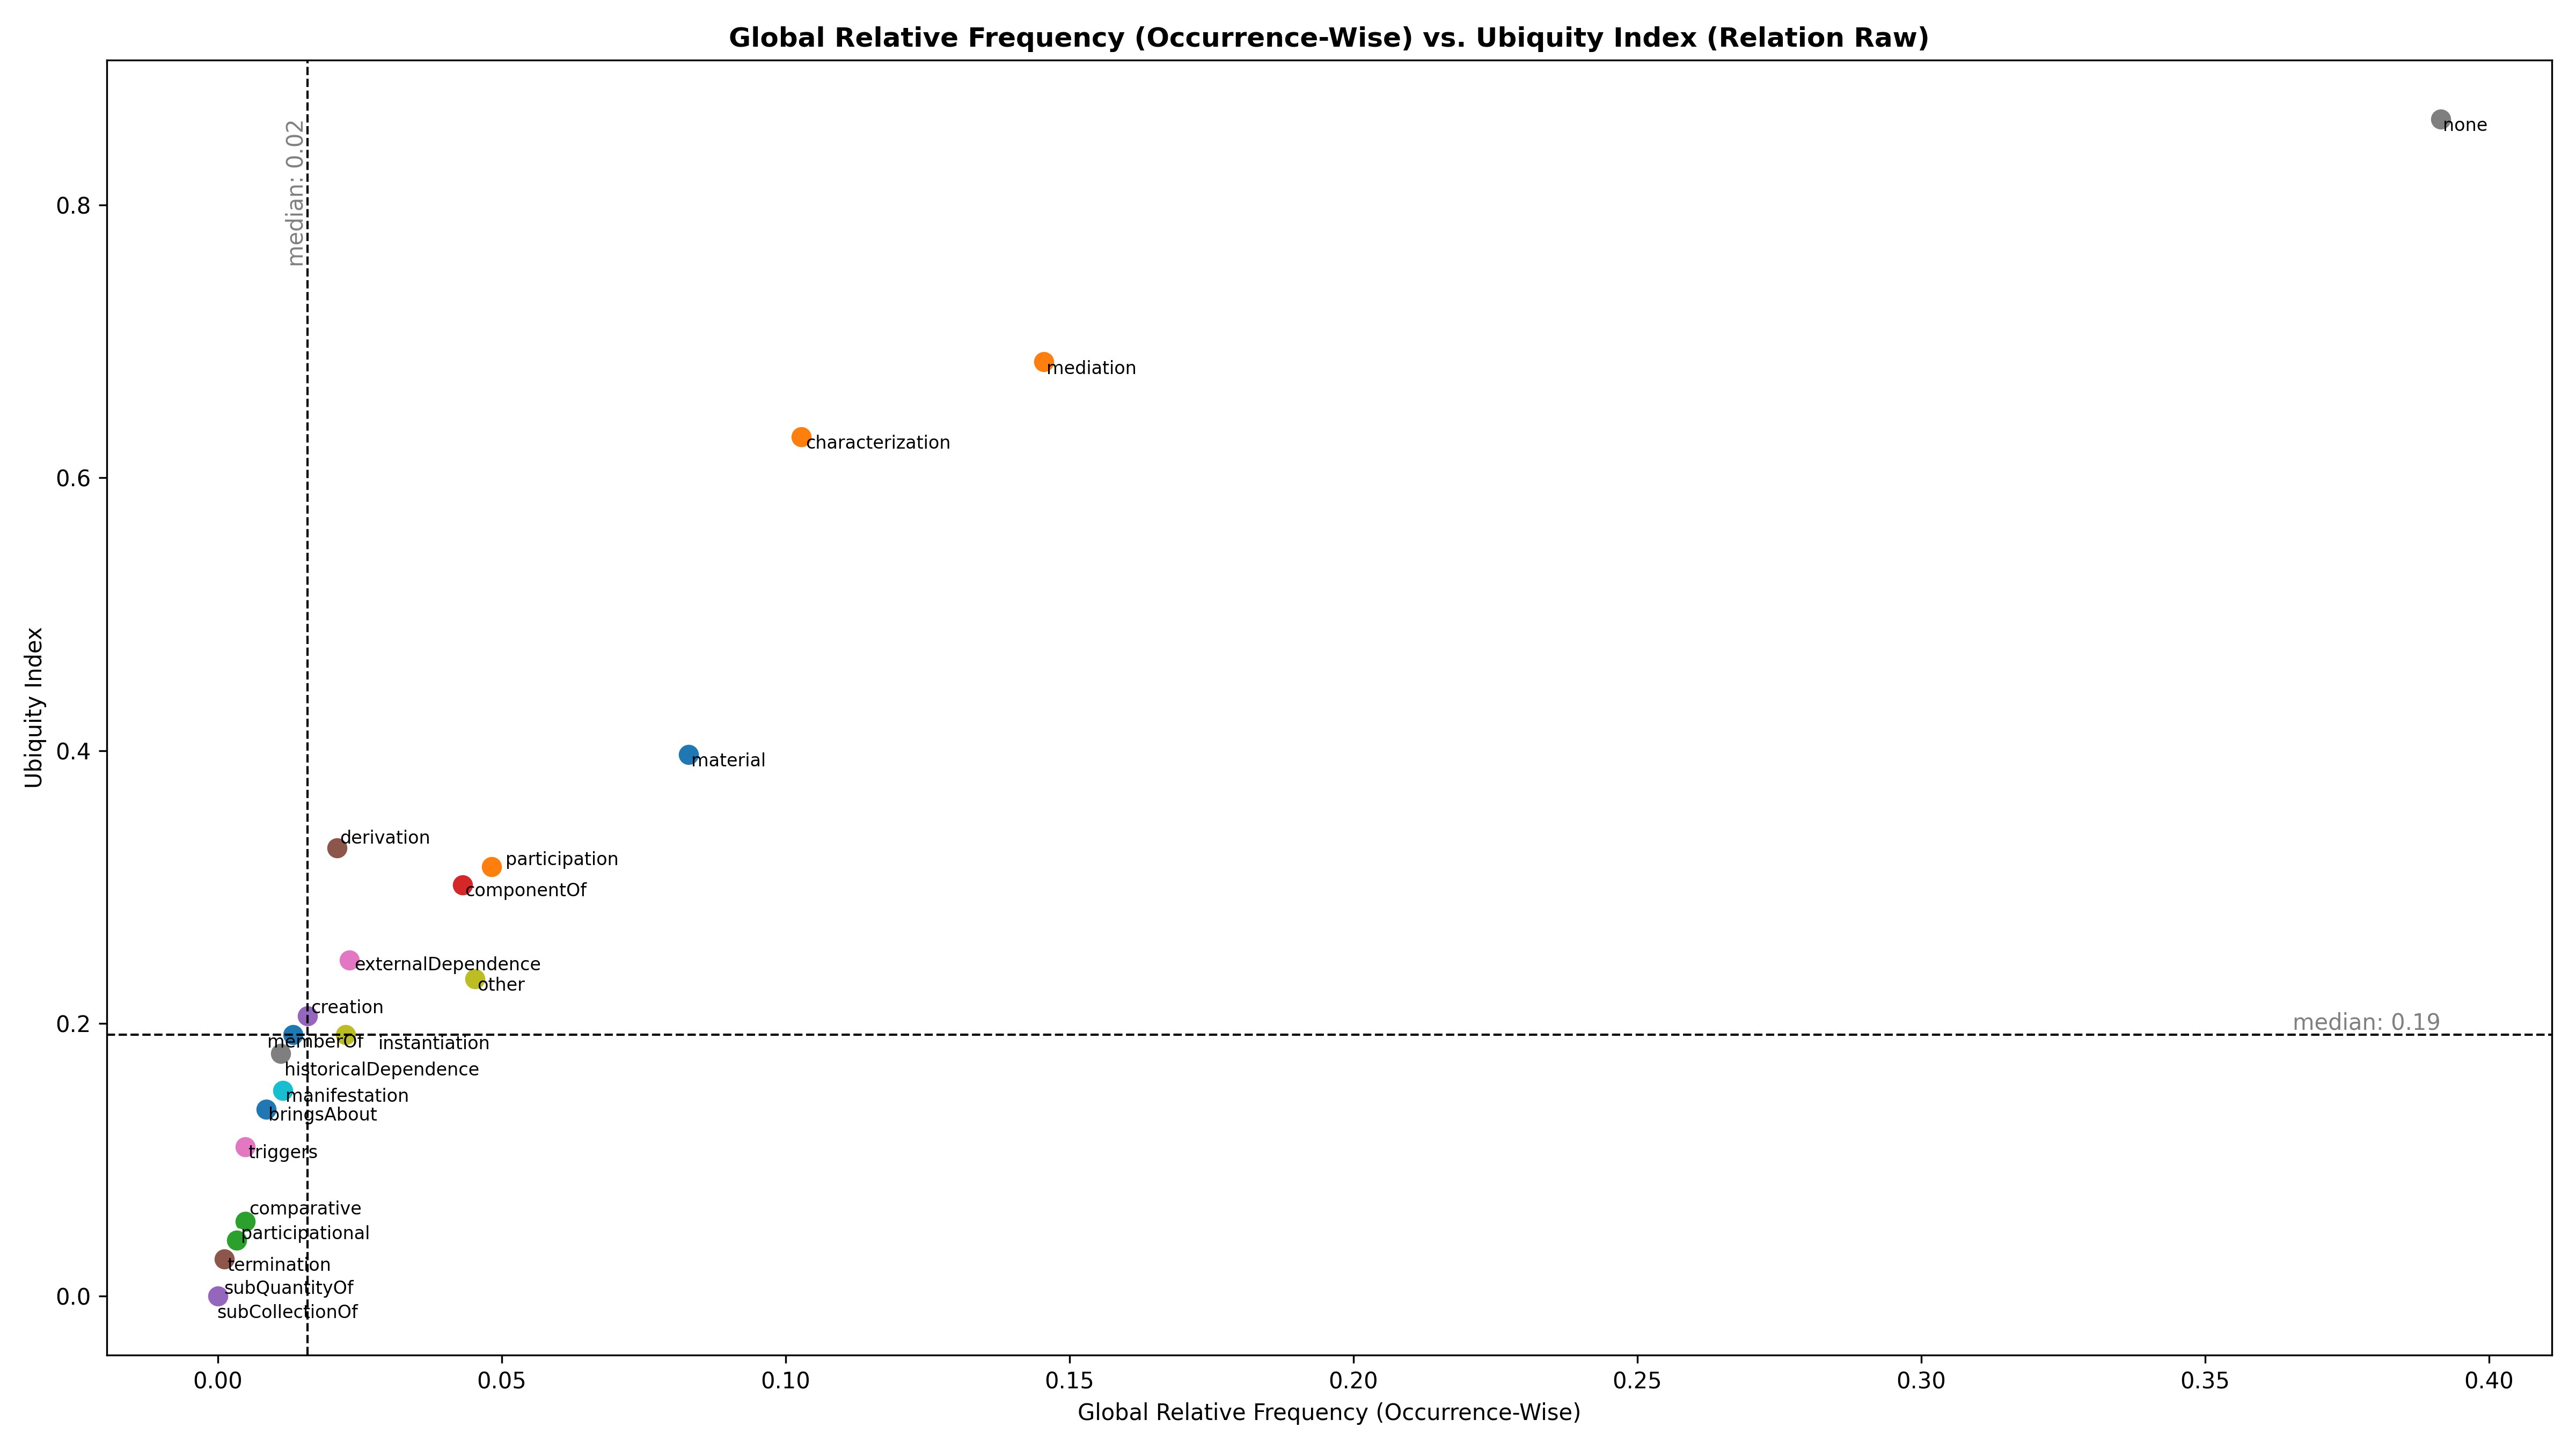 Global Relative Frequency (Occurrence-Wise) vs. Ubiquity Index (Relation Raw)
median: 0.02
none
0.8
mediation
characterization
0.6
Ubiquity Index
material
0.4
derivation
participation
componentOf
externalDependence
other
creation
0.2
median: 0.19
memberOf
instantiation
historicalDependence
manifestation
bringsAbout
triggers
comparative
participational
termination
subQuantityOf
0.0
subCollectionOf
0.00 0.05 0.10 0.15 0.20 0.25 0.30 0.35 0.40
Global Relative Frequency (Occurrence-Wise)